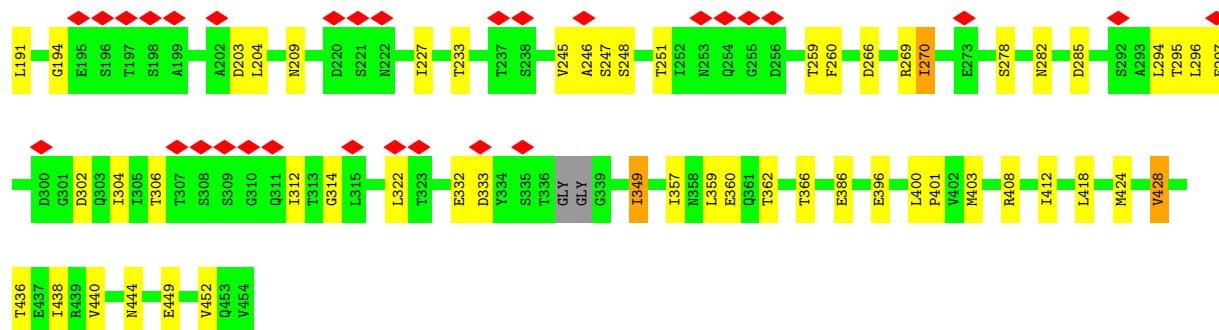 L191 G194 E195 S196 T197 S198 A199 A202 D203 L204 N209 D220 S221 N222 I227 T233 T237 S238 V245 A246 S247 S248 T251 I252 N253 Q254 G255 D256 T259 F260 D266 R269 I270 E273 S278 N282 D285 S292 A293 L294 T295 L296
D300 G301 D302 Q303 I304 I305 T306 T307 S308 S309 G310 Q311 I312 T313 G314 L315 L322 T323 E332 D333 Y334 S335 T336 GLY GLY G339 I349 I357 N358 L359 E360 Q361 T362 T366 E386 E396 L400 P401 V402 M403 R408 I412 L418 M424 V428
T436 E437 I438 R439 V440 N444 E449 V452 Q453 V454